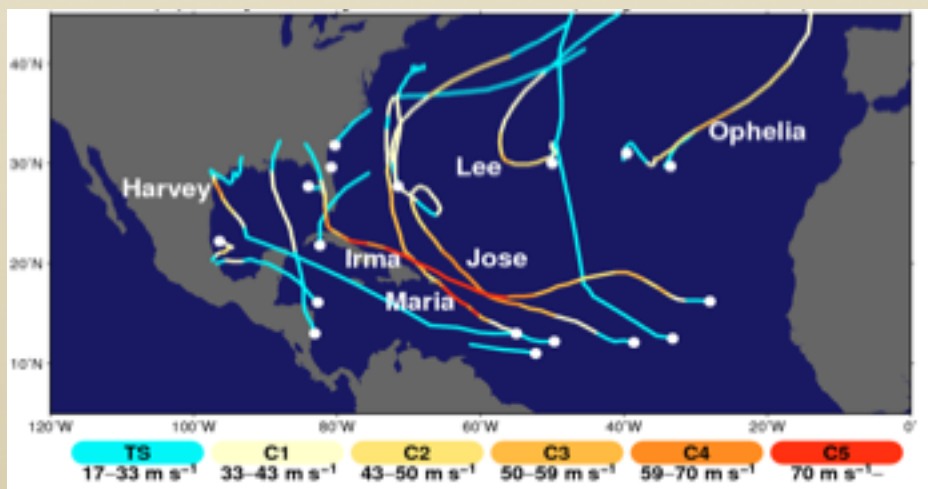 40°N
30°N
20°N
10°N
Ophelia
Lee
Harvey
Irma
Jose
Maria
120°W 100°W 80°W 60°W 40°W 20°W 0°
TS C1 C2 C3 C4 C5
17–33 m s⁻¹ 33–43 m s⁻¹ 43–50 m s⁻¹ 50–59 m s⁻¹ 59–70 m s⁻¹ 70 m s⁻¹–